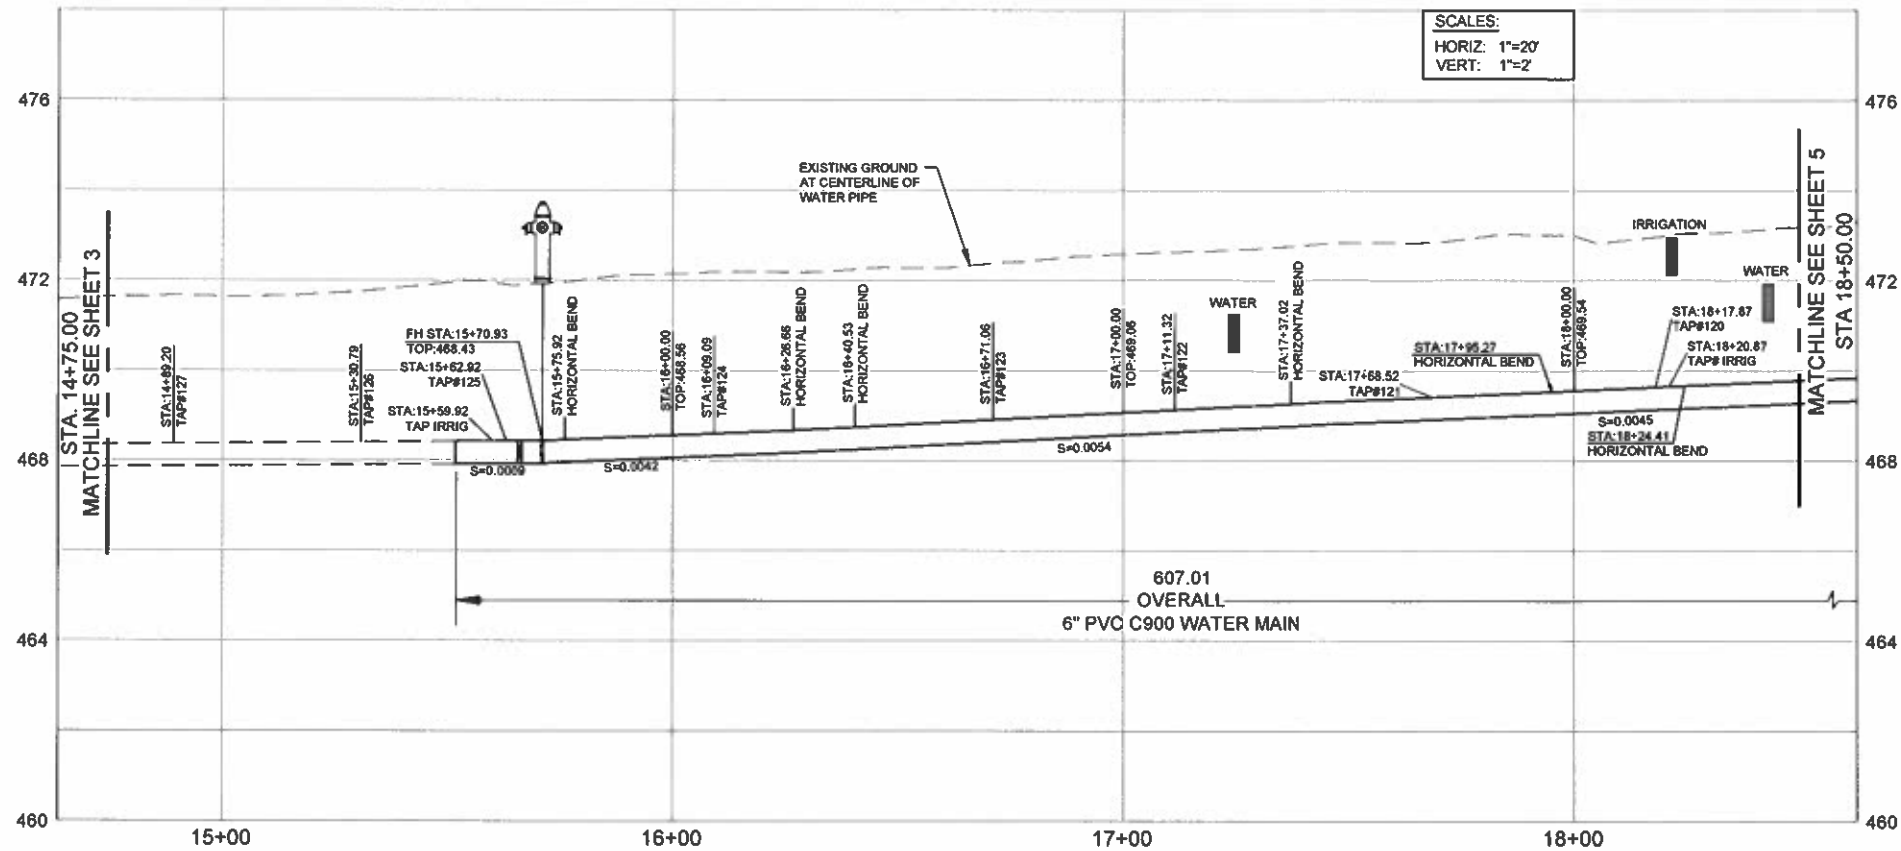 SCALES:
HORIZ: 1"=20'
VERT: 1"=2'
476
476
472
472
468
468
464
464
460
460
STA. 14+75.00
MATCHLINE SEE SHEET 3
STA:14+89.20
TAP#127
STA:15+30.79
TAP#126
STA:15+59.92
TAP IRRIG
STA:15+62.92
TAP#125
FH STA:15+70.93
TOP:468.43
STA:15+75.92
HORIZONTAL BEND
STA:16+00.00
TOP:468.56
STA:16+09.09
TAP#124
STA:16+26.66
HORIZONTAL BEND
STA:16+40.53
HORIZONTAL BEND
EXISTING GROUND
AT CENTERLINE OF
WATER PIPE
STA:16+71.06
TAP#123
STA:17+00.00
TOP:469.06
STA:17+11.32
TAP#122
WATER
STA:17+37.02
HORIZONTAL BEND
STA:17+68.52
TAP#121
STA:17+95.27
HORIZONTAL BEND
STA:18+00.00
TOP:469.54
IRRIGATION
WATER
STA:18+17.87
TAP#120
STA:18+20.87
TAP# IRRIG
STA:18+24.41
HORIZONTAL BEND
MATCHLINE SEE SHEET 5
STA 18+50.00
S=0.0009
S=0.0042
S=0.0054
S=0.0045
607.01
OVERALL
6" PVC C900 WATER MAIN
15+00
16+00
17+00
18+00